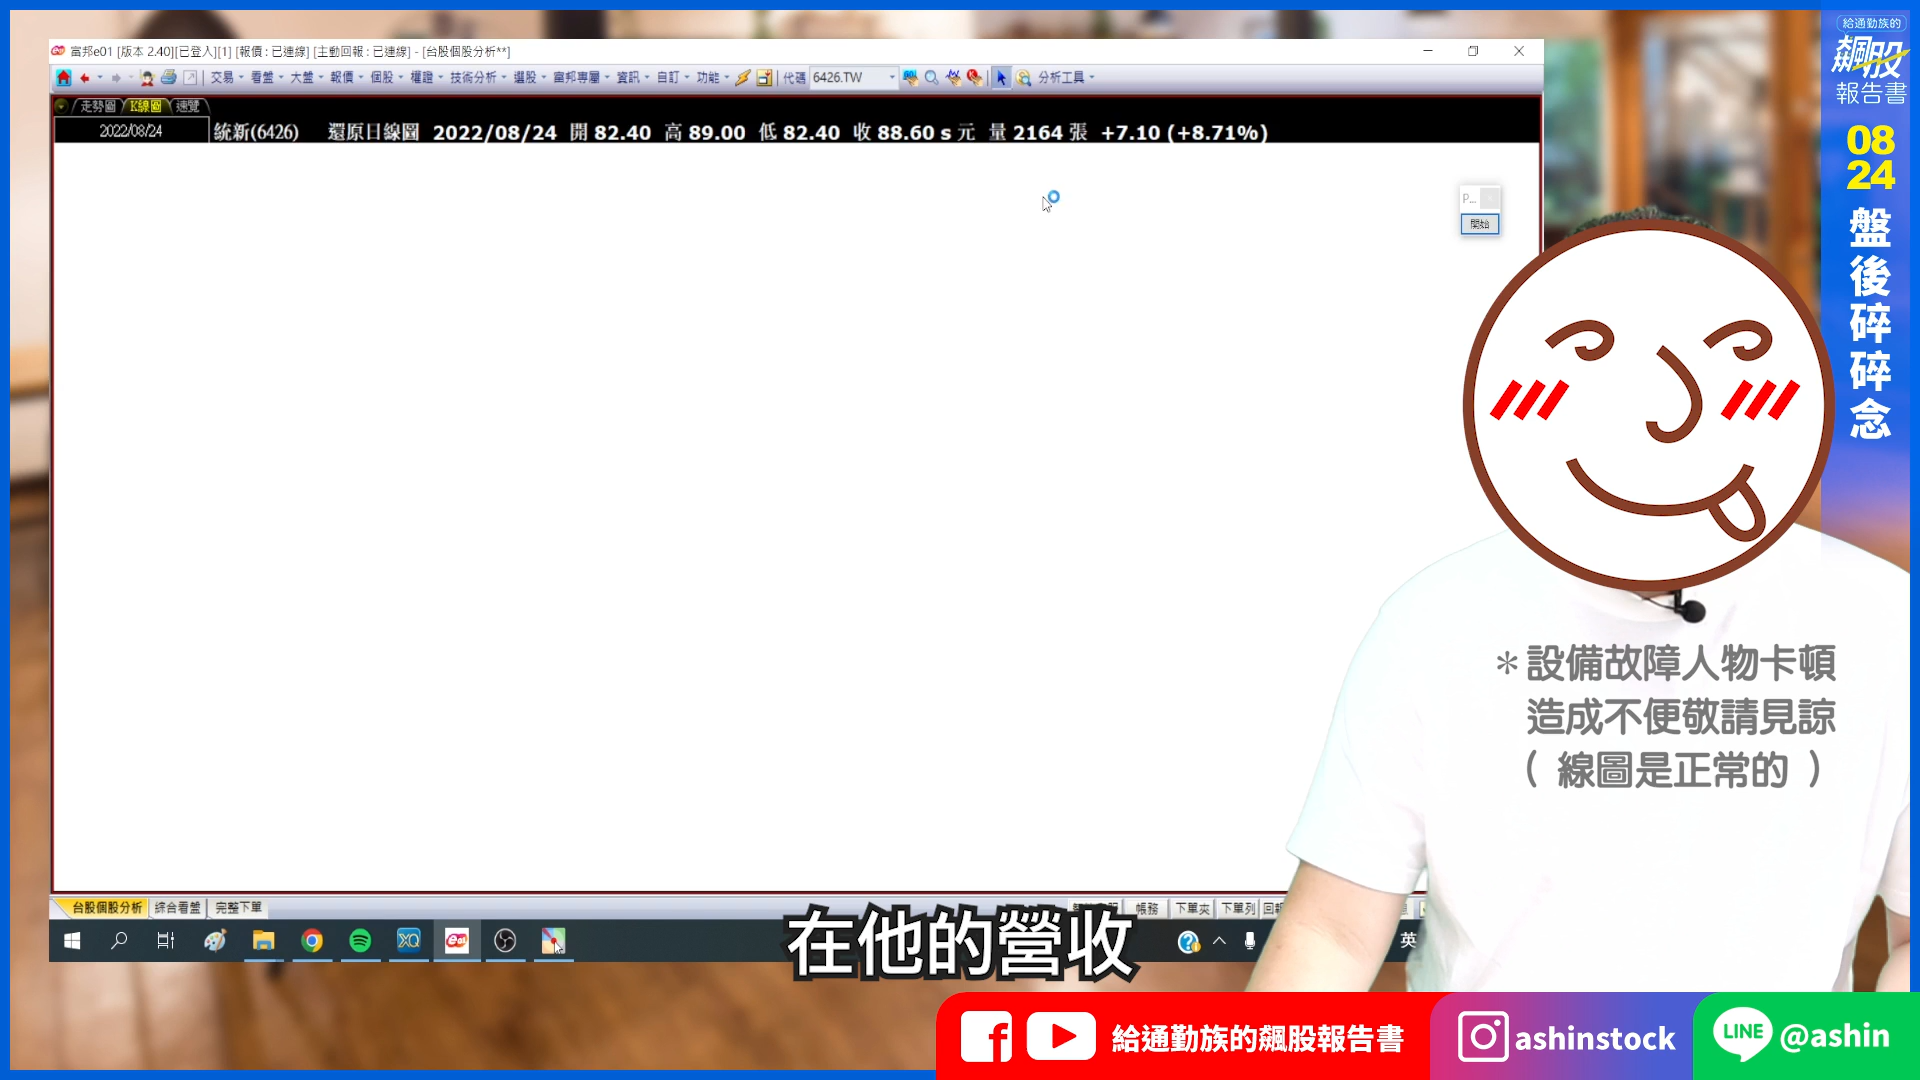 富邦e01 [版本 2.40][已登入][1] [報價 : 已連線] [主動回報 : 已連線] - [台股個股分析**]
交易 看盤 大盤 報價 個股 權證 技術分析 選股 富邦專屬 資訊 自訂 功能 代碼 6426.TW 分析工具
走勢圖 K線圖 速覽
2022/08/24 統新(6426) 還原日線圖 2022/08/24 開 82.40 高 89.00 低 82.40 收 88.60 s 元 量 2164 張 +7.10 (+8.71%)
P...
開始
給通勤族的
飆股
報告書
08
24
盤後碎碎念
*設備故障人物卡頓
造成不便敬請見諒
( 線圖是正常的 )
台股個股分析 綜合看盤 完整下單
帳務 下單夾 下單列
XQ e01
英
在他的營收
給通勤族的飆股報告書
ashinstock
LINE @ashin